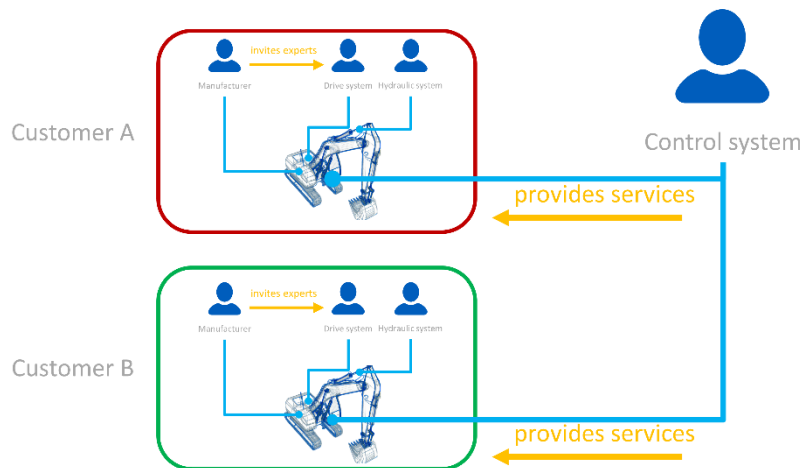 invites experts
Manufacturer
Drive system
Hydraulic system
Customer A
Control system
provides services
invites experts
Manufacturer
Drive system
Hydraulic system
Customer B
provides services